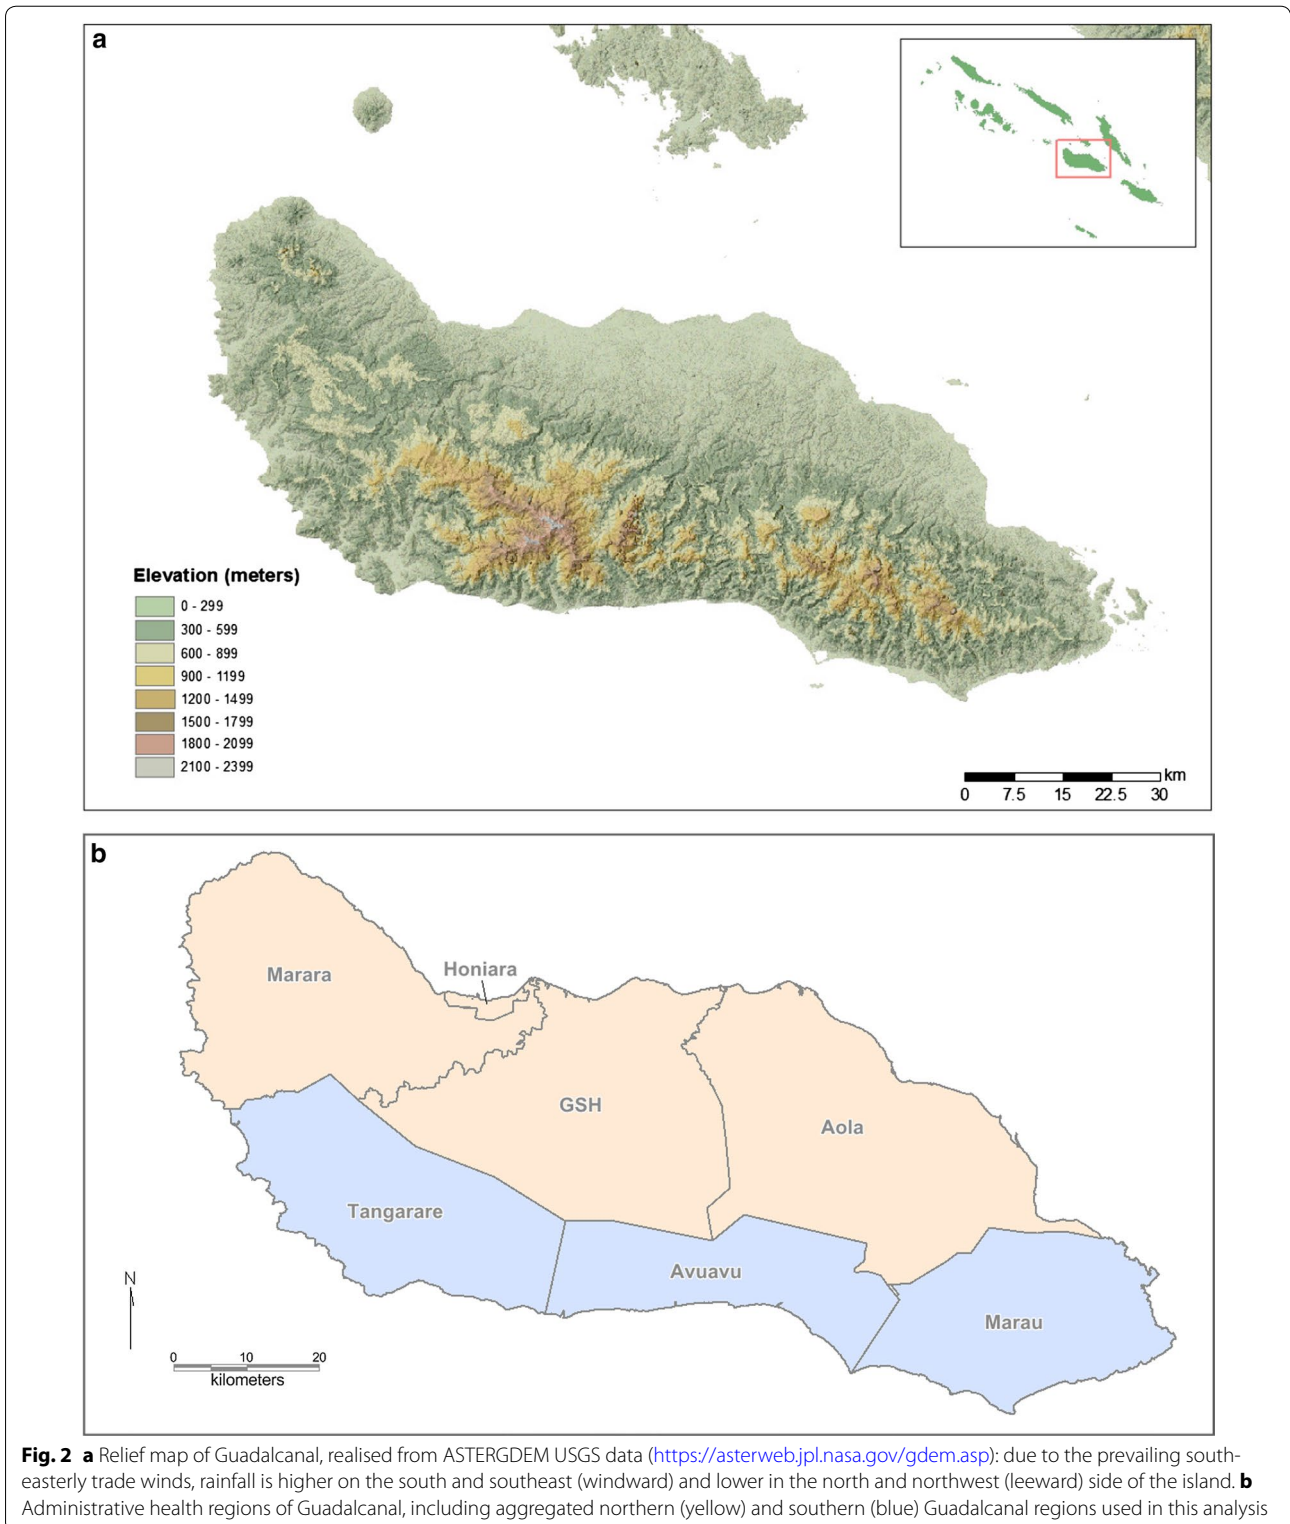 a
Elevation (meters)
0 - 299
300 - 599
600 - 899
900 - 1199
1200 - 1499
1500 - 1799
1800 - 2099
2100 - 2399
km
0 7.5 15 22.5 30
b
Marara
Honiara
GSH
Aola
Tangarare
Avuavu
Marau
N
0 10 20
kilometers
Fig. 2 a Relief map of Guadalcanal, realised from ASTERGDEM USGS data (https://asterweb.jpl.nasa.gov/gdem.asp): due to the prevailing south-
easterly trade winds, rainfall is higher on the south and southeast (windward) and lower in the north and northwest (leeward) side of the island. b
Administrative health regions of Guadalcanal, including aggregated northern (yellow) and southern (blue) Guadalcanal regions used in this analysis